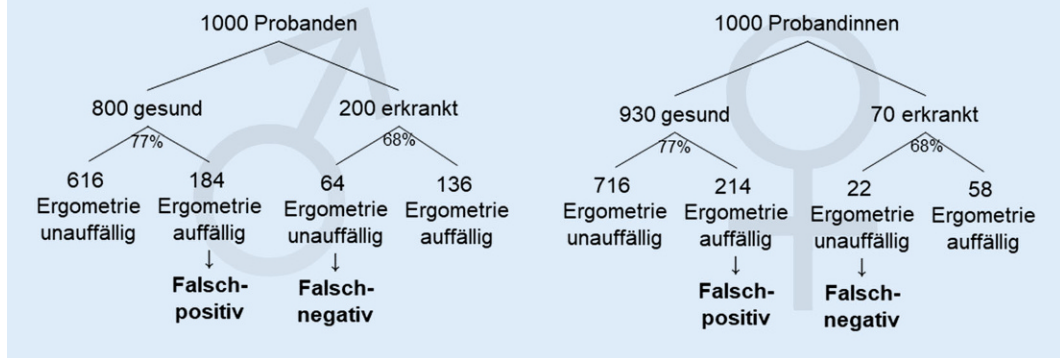 1000 Probanden
800 gesund 200 erkrankt
77% 68%
616 184 64 136
Ergometrie Ergometrie Ergometrie Ergometrie
unauffällig auffällig unauffällig auffällig
↓ ↓
Falsch- Falsch-
positiv negativ
1000 Probandinnen
930 gesund 70 erkrankt
77% 68%
716 214 22 58
Ergometrie Ergometrie Ergometrie Ergometrie
unauffällig auffällig unauffällig auffällig
↓ ↓
Falsch- Falsch-
positiv negativ